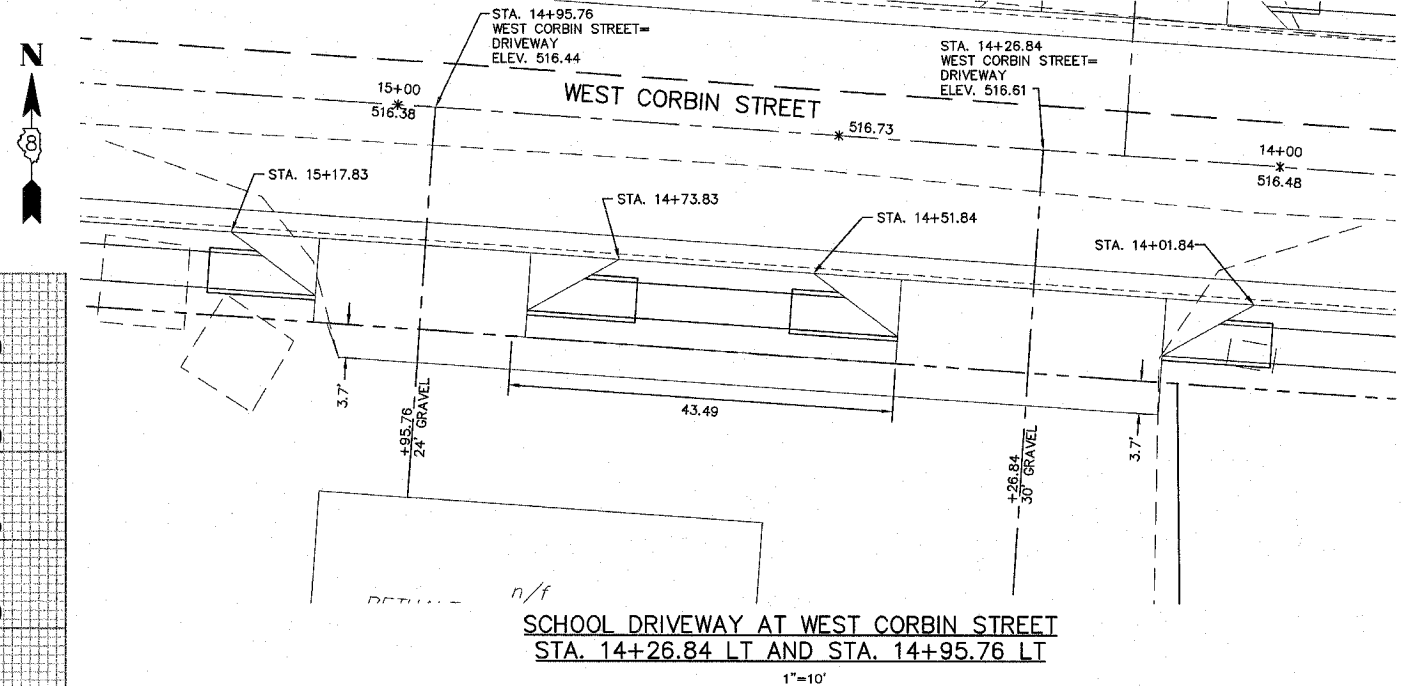 STA. 14+95.76
WEST CORBIN STREET=
DRIVEWAY
ELEV. 516.44
STA. 14+26.84
WEST CORBIN STREET=
DRIVEWAY
ELEV. 516.61
N
8
15+00
516.38
WEST CORBIN STREET
516.73
14+00
516.48
STA. 15+17.83
STA. 14+73.83
STA. 14+51.84
STA. 14+01.84
3.7'
+95.76
24' GRAVEL
43.49
+26.84
30' GRAVEL
3.7'
n/f
SCHOOL DRIVEWAY AT WEST CORBIN STREET
STA. 14+26.84 LT AND STA. 14+95.76 LT
1"=10'